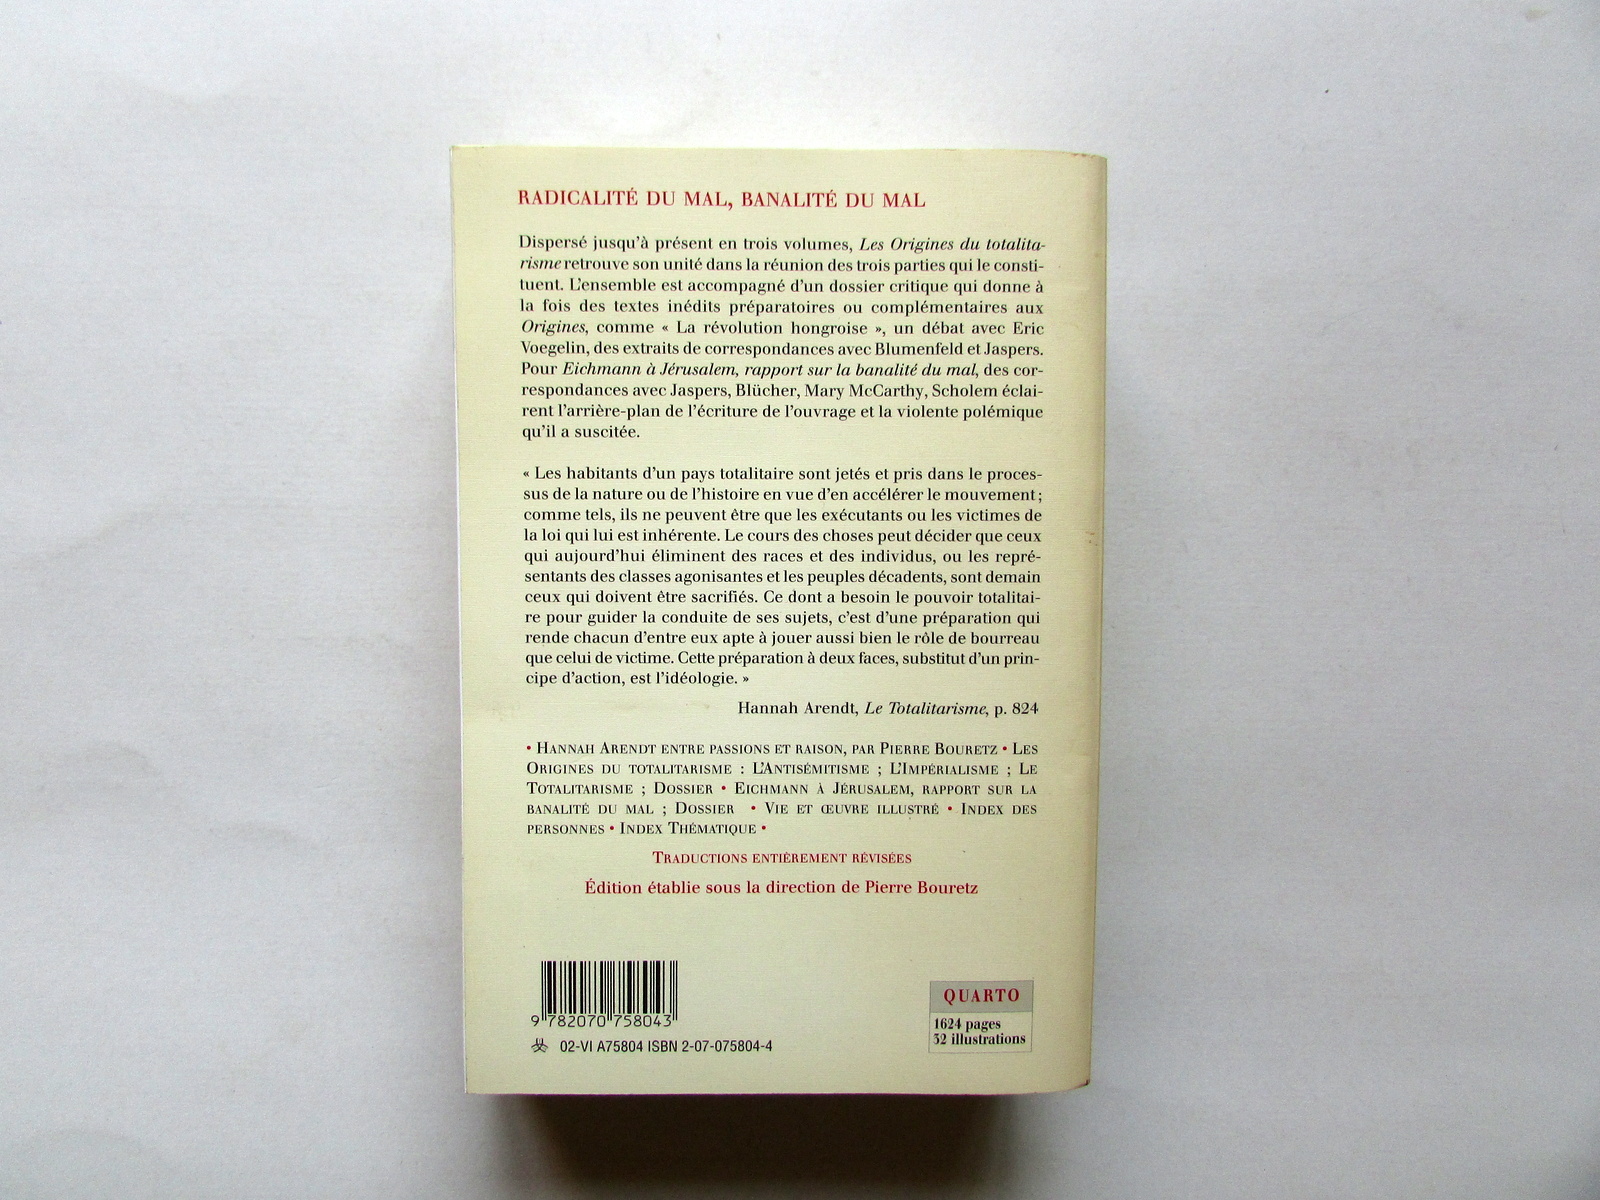 RADICALITÉ DU MAL, BANALITÉ DU MAL
Dispersé jusqu'à présent en trois volumes, Les Origines du totalita-
risme retrouve son unité dans la réunion des trois parties qui le consti-
tuent. L'ensemble est accompagné d'un dossier critique qui donne à
la fois des textes inédits préparatoires ou complémentaires aux
Origines, comme « La révolution hongroise », un débat avec Eric
Voegelin, des extraits de correspondances avec Blumenfeld et Jaspers.
Pour Eichmann à Jérusalem, rapport sur la banalité du mal, des cor-
respondances avec Jaspers, Blücher, Mary McCarthy, Scholem éclai-
rent l'arrière-plan de l'écriture de l'ouvrage et la violente polémique
qu'il a suscitée.
« Les habitants d'un pays totalitaire sont jetés et pris dans le proces-
sus de la nature ou de l'histoire en vue d'en accélérer le mouvement ;
comme tels, ils ne peuvent être que les exécutants ou les victimes de
la loi qui lui est inhérente. Le cours des choses peut décider que ceux
qui aujourd'hui éliminent des races et des individus, ou les repré-
sentants des classes agonisantes et les peuples décadents, sont demain
ceux qui doivent être sacrifiés. Ce dont a besoin le pouvoir totalitai-
re pour guider la conduite de ses sujets, c'est d'une préparation qui
rende chacun d'entre eux apte à jouer aussi bien le rôle de bourreau
que celui de victime. Cette préparation à deux faces, substitut d'un prin-
cipe d'action, est l'idéologie. »
Hannah Arendt, Le Totalitarisme, p. 824
• HANNAH ARENDT ENTRE PASSIONS ET RAISON, PAR PIERRE BOURETZ • LES
ORIGINES DU TOTALITARISME : L'ANTISÉMITISME ; L'IMPÉRIALISME ; LE
TOTALITARISME ; DOSSIER • EICHMANN À JÉRUSALEM, RAPPORT SUR LA
BANALITÉ DU MAL ; DOSSIER • VIE ET ŒUVRE ILLUSTRÉ • INDEX DES
PERSONNES • INDEX THÉMATIQUE •
TRADUCTIONS ENTIÈREMENT RÉVISÉES
Édition établie sous la direction de Pierre Bouretz
9 782070 758043
02-VI A75804 ISBN 2-07-075804-4
QUARTO
1624 pages
32 illustrations